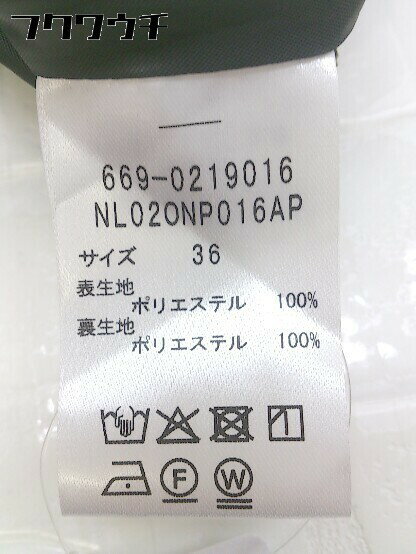 フクワウチ
669-0219016
NL02ONP016AP
サイズ 36
表生地
ポリエステル 100%
裏生地
ポリエステル 100%
F W